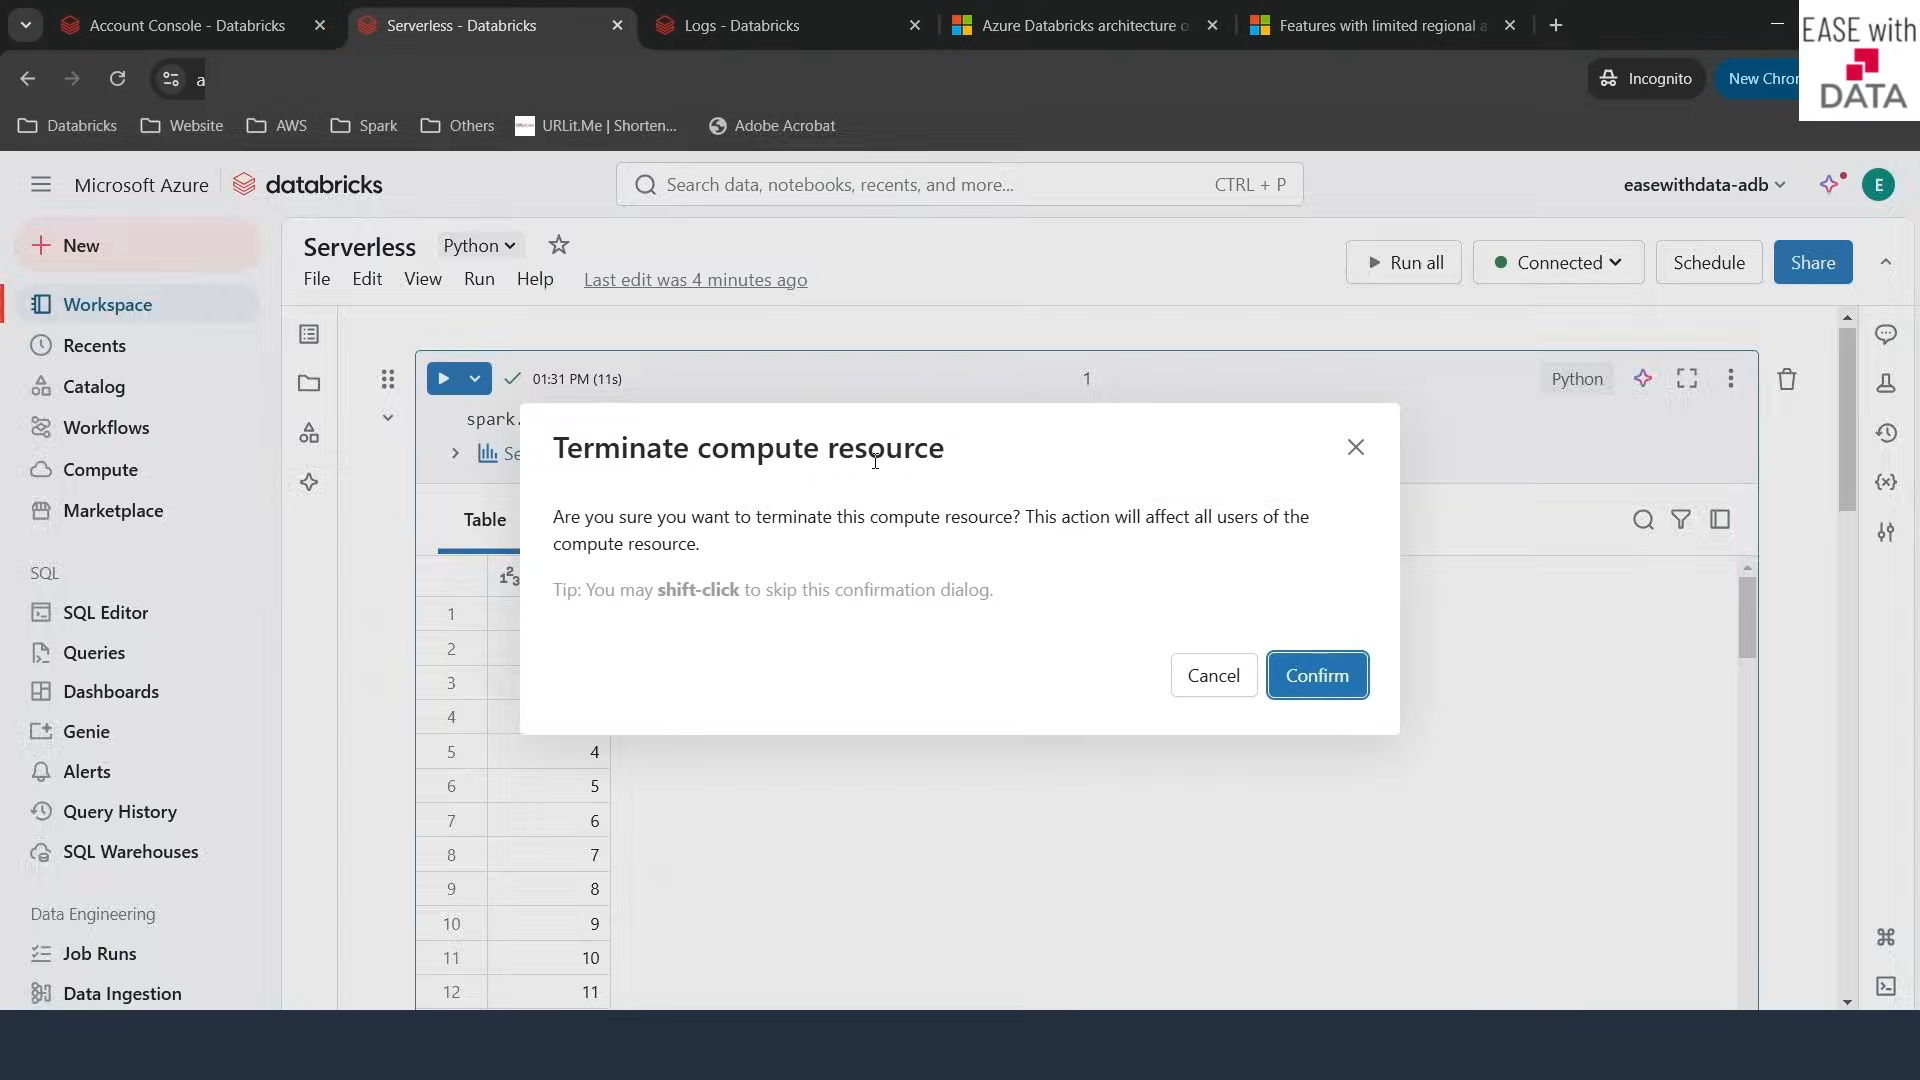 Account Console - Databricks
Serverless - Databricks
Logs - Databricks
Azure Databricks architecture o
Features with limited regional a
EASE with
DATA
a
Incognito
New Chro
Databricks
Website
AWS
Spark
Others
URLit.Me | Shorten...
Adobe Acrobat
Microsoft Azure
databricks
Search data, notebooks, recents, and more...
CTRL + P
easewithdata-adb
E
New
Serverless
Python
Run all
Connected
Schedule
Share
File
Edit
View
Run
Help
Last edit was 4 minutes ago
Workspace
Recents
Catalog
Workflows
Compute
Marketplace
SQL
SQL Editor
Queries
Dashboards
Genie
Alerts
Query History
SQL Warehouses
Data Engineering
Job Runs
Data Ingestion
01:31 PM (11s)
1
Python
spark.
Se
Table
Terminate compute resource
Are you sure you want to terminate this compute resource? This action will affect all users of the
compute resource.
Tip: You may shift-click to skip this confirmation dialog.
Cancel
Confirm
123
1
2
3
4
5 4
6 5
7 6
8 7
9 8
10 9
11 10
12 11